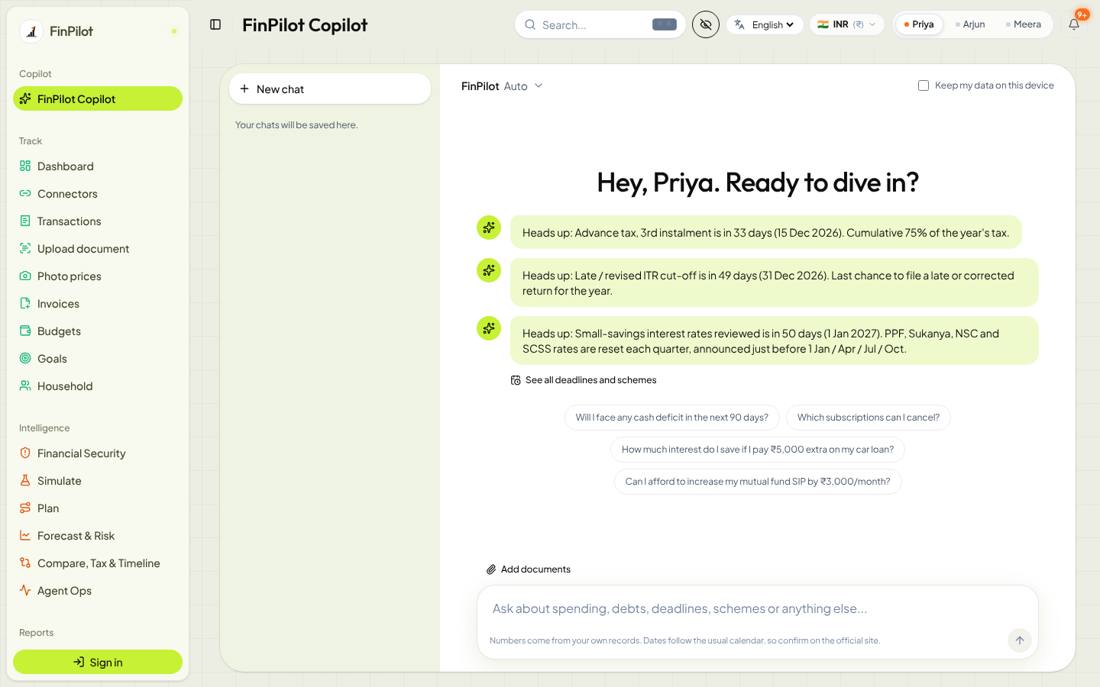 FinPilot
Copilot
FinPilot Copilot
Track
Dashboard
Connectors
Transactions
Upload document
Photo prices
Invoices
Budgets
Goals
Household
Intelligence
Financial Security
Simulate
Plan
Forecast & Risk
Compare, Tax & Timeline
Agent Ops
Reports
Sign in
FinPilot Copilot
Search...
English
🇮🇳 INR (₹)
Priya
Arjun
Meera
9+
New chat
Your chats will be saved here.
FinPilot Auto
Keep my data on this device
Hey, Priya. Ready to dive in?
Heads up: Advance tax, 3rd instalment is in 33 days (15 Dec 2026). Cumulative 75% of the year's tax.
Heads up: Late / revised ITR cut-off is in 49 days (31 Dec 2026). Last chance to file a late or corrected
return for the year.
Heads up: Small-savings interest rates reviewed is in 50 days (1 Jan 2027). PPF, Sukanya, NSC and
SCSS rates are reset each quarter, announced just before 1 Jan / Apr / Jul / Oct.
See all deadlines and schemes
Will I face any cash deficit in the next 90 days?
Which subscriptions can I cancel?
How much interest do I save if I pay ₹5,000 extra on my car loan?
Can I afford to increase my mutual fund SIP by ₹3,000/month?
Add documents
Ask about spending, debts, deadlines, schemes or anything else...
Numbers come from your own records. Dates follow the usual calendar, so confirm on the official site.